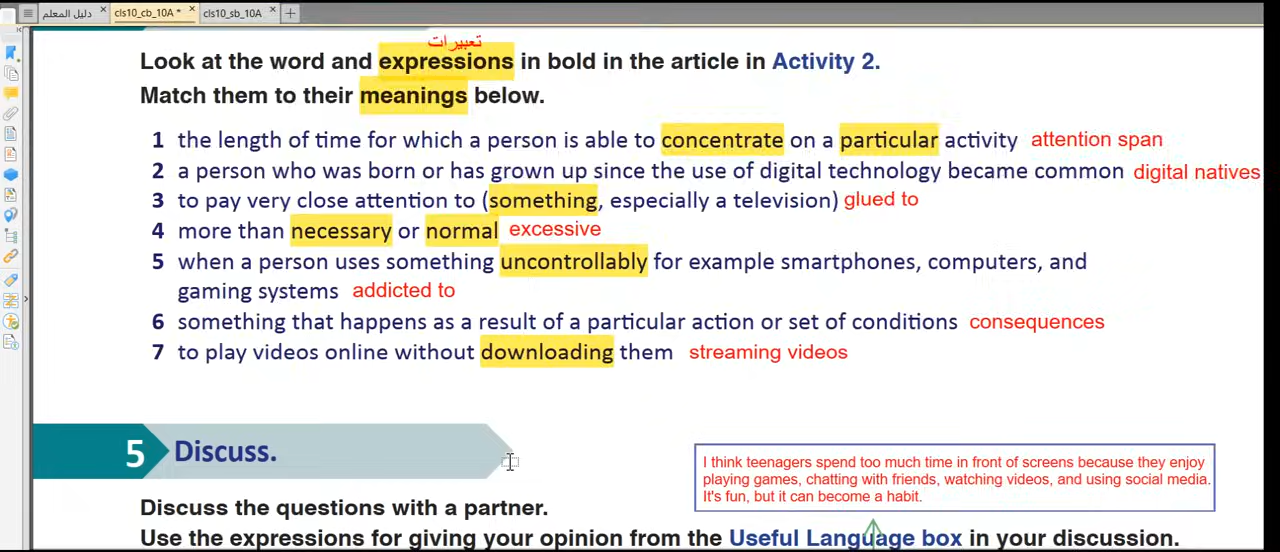 دليل المعلم cls10_cb_10A * cls10_sb_10A
تعبيرات
Look at the word and expressions in bold in the article in Activity 2.
Match them to their meanings below.
1 the length of time for which a person is able to concentrate on a particular activity attention span
2 a person who was born or has grown up since the use of digital technology became common digital natives
3 to pay very close attention to (something, especially a television) glued to
4 more than necessary or normal excessive
5 when a person uses something uncontrollably for example smartphones, computers, and
gaming systems addicted to
6 something that happens as a result of a particular action or set of conditions consequences
7 to play videos online without downloading them streaming videos
5 Discuss.
I think teenagers spend too much time in front of screens because they enjoy
playing games, chatting with friends, watching videos, and using social media.
It's fun, but it can become a habit.
Discuss the questions with a partner.
Use the expressions for giving your opinion from the Useful Language box in your discussion.